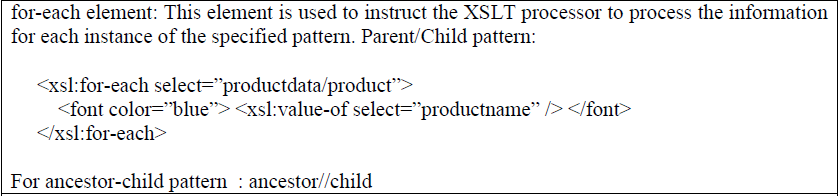 for-each element: This element is used to instruct the XSLT processor to process the information
for each instance of the specified pattern. Parent/Child pattern:
<xsl:for-each select=”productdata/product”>
<font color=”blue”> <xsl:value-of select=”productname” /> </font>
</xsl:for-each>
For ancestor-child pattern : ancestor//child